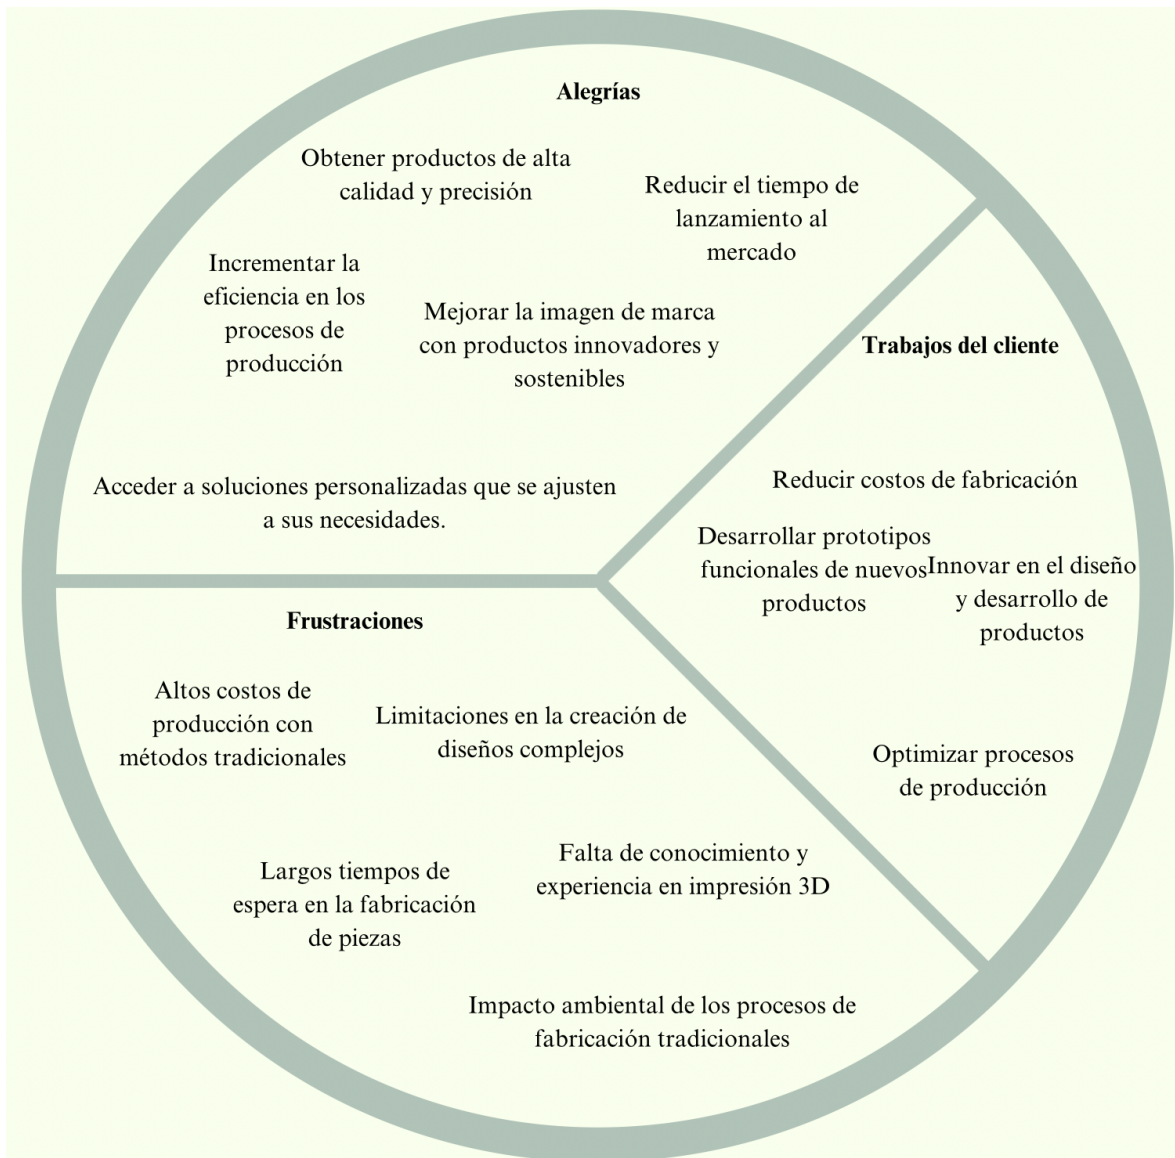 Alegrías
Obtener productos de alta
calidad y precisión
Reducir el tiempo de
lanzamiento al
mercado
Incrementar la
eficiencia en los
procesos de
producción
Mejorar la imagen de marca
con productos innovadores y
sostenibles
Acceder a soluciones personalizadas que se ajusten
a sus necesidades.
Trabajos del cliente
Reducir costos de fabricación
Desarrollar prototipos
funcionales de nuevos
productos
Innovar en el diseño
y desarrollo de
productos
Optimizar procesos
de producción
Frustraciones
Altos costos de
producción con
métodos tradicionales
Limitaciones en la creación de
diseños complejos
Largos tiempos de
espera en la fabricación
de piezas
Falta de conocimiento y
experiencia en impresión 3D
Impacto ambiental de los procesos de
fabricación tradicionales